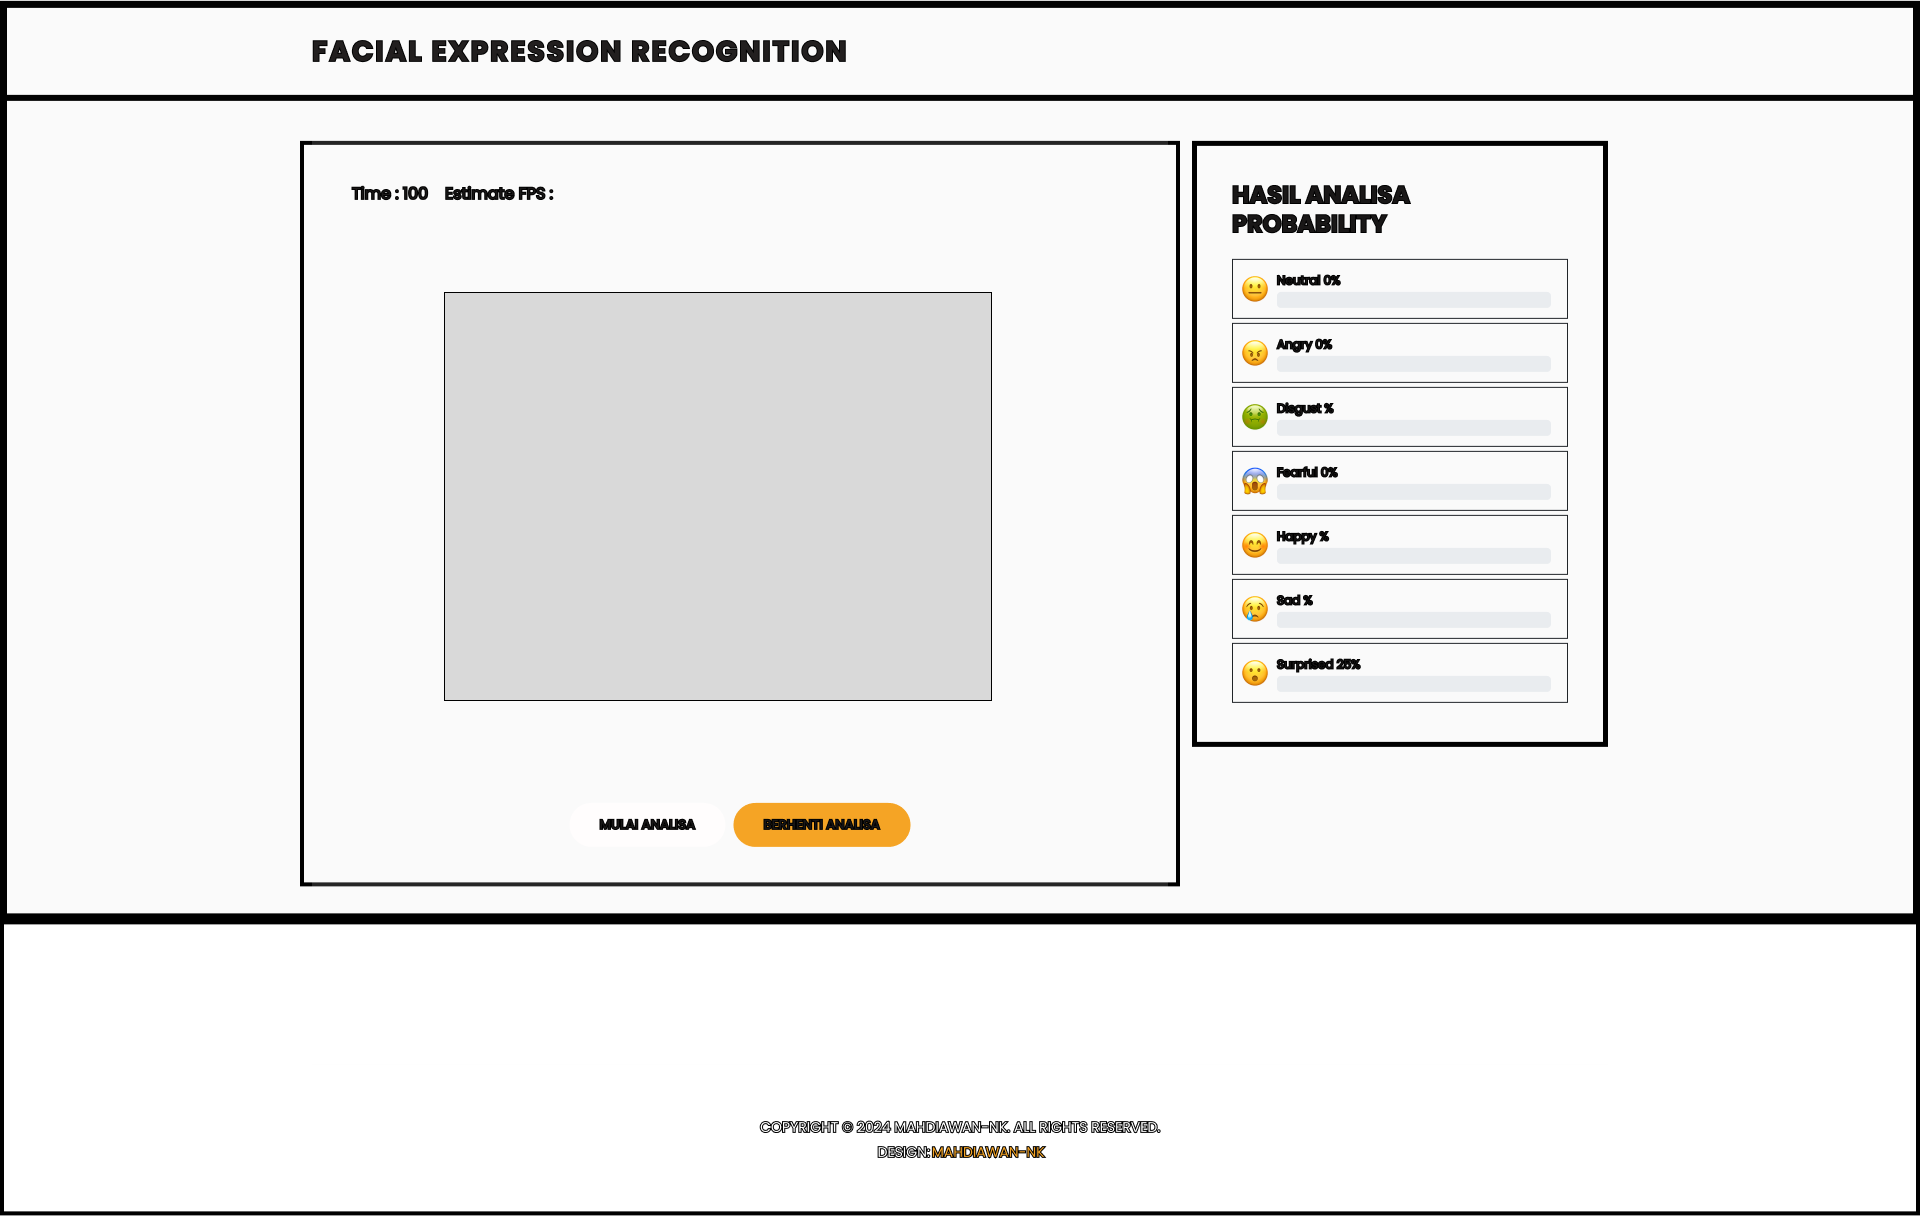 FACIAL EXPRESSION RECOGNITION
Time : 100 Estimate FPS :
HASIL ANALISA
PROBABILITY
Neutral 0%
Angry 0%
Disgust %
Fearful 0%
Happy %
Sad %
Surprised 25%
MULAI ANALISA
BERHENTI ANALISA
COPYRIGHT © 2024 MAHDIAWAN-NK. ALL RIGHTS RESERVED.
DESIGN: MAHDIAWAN-NK